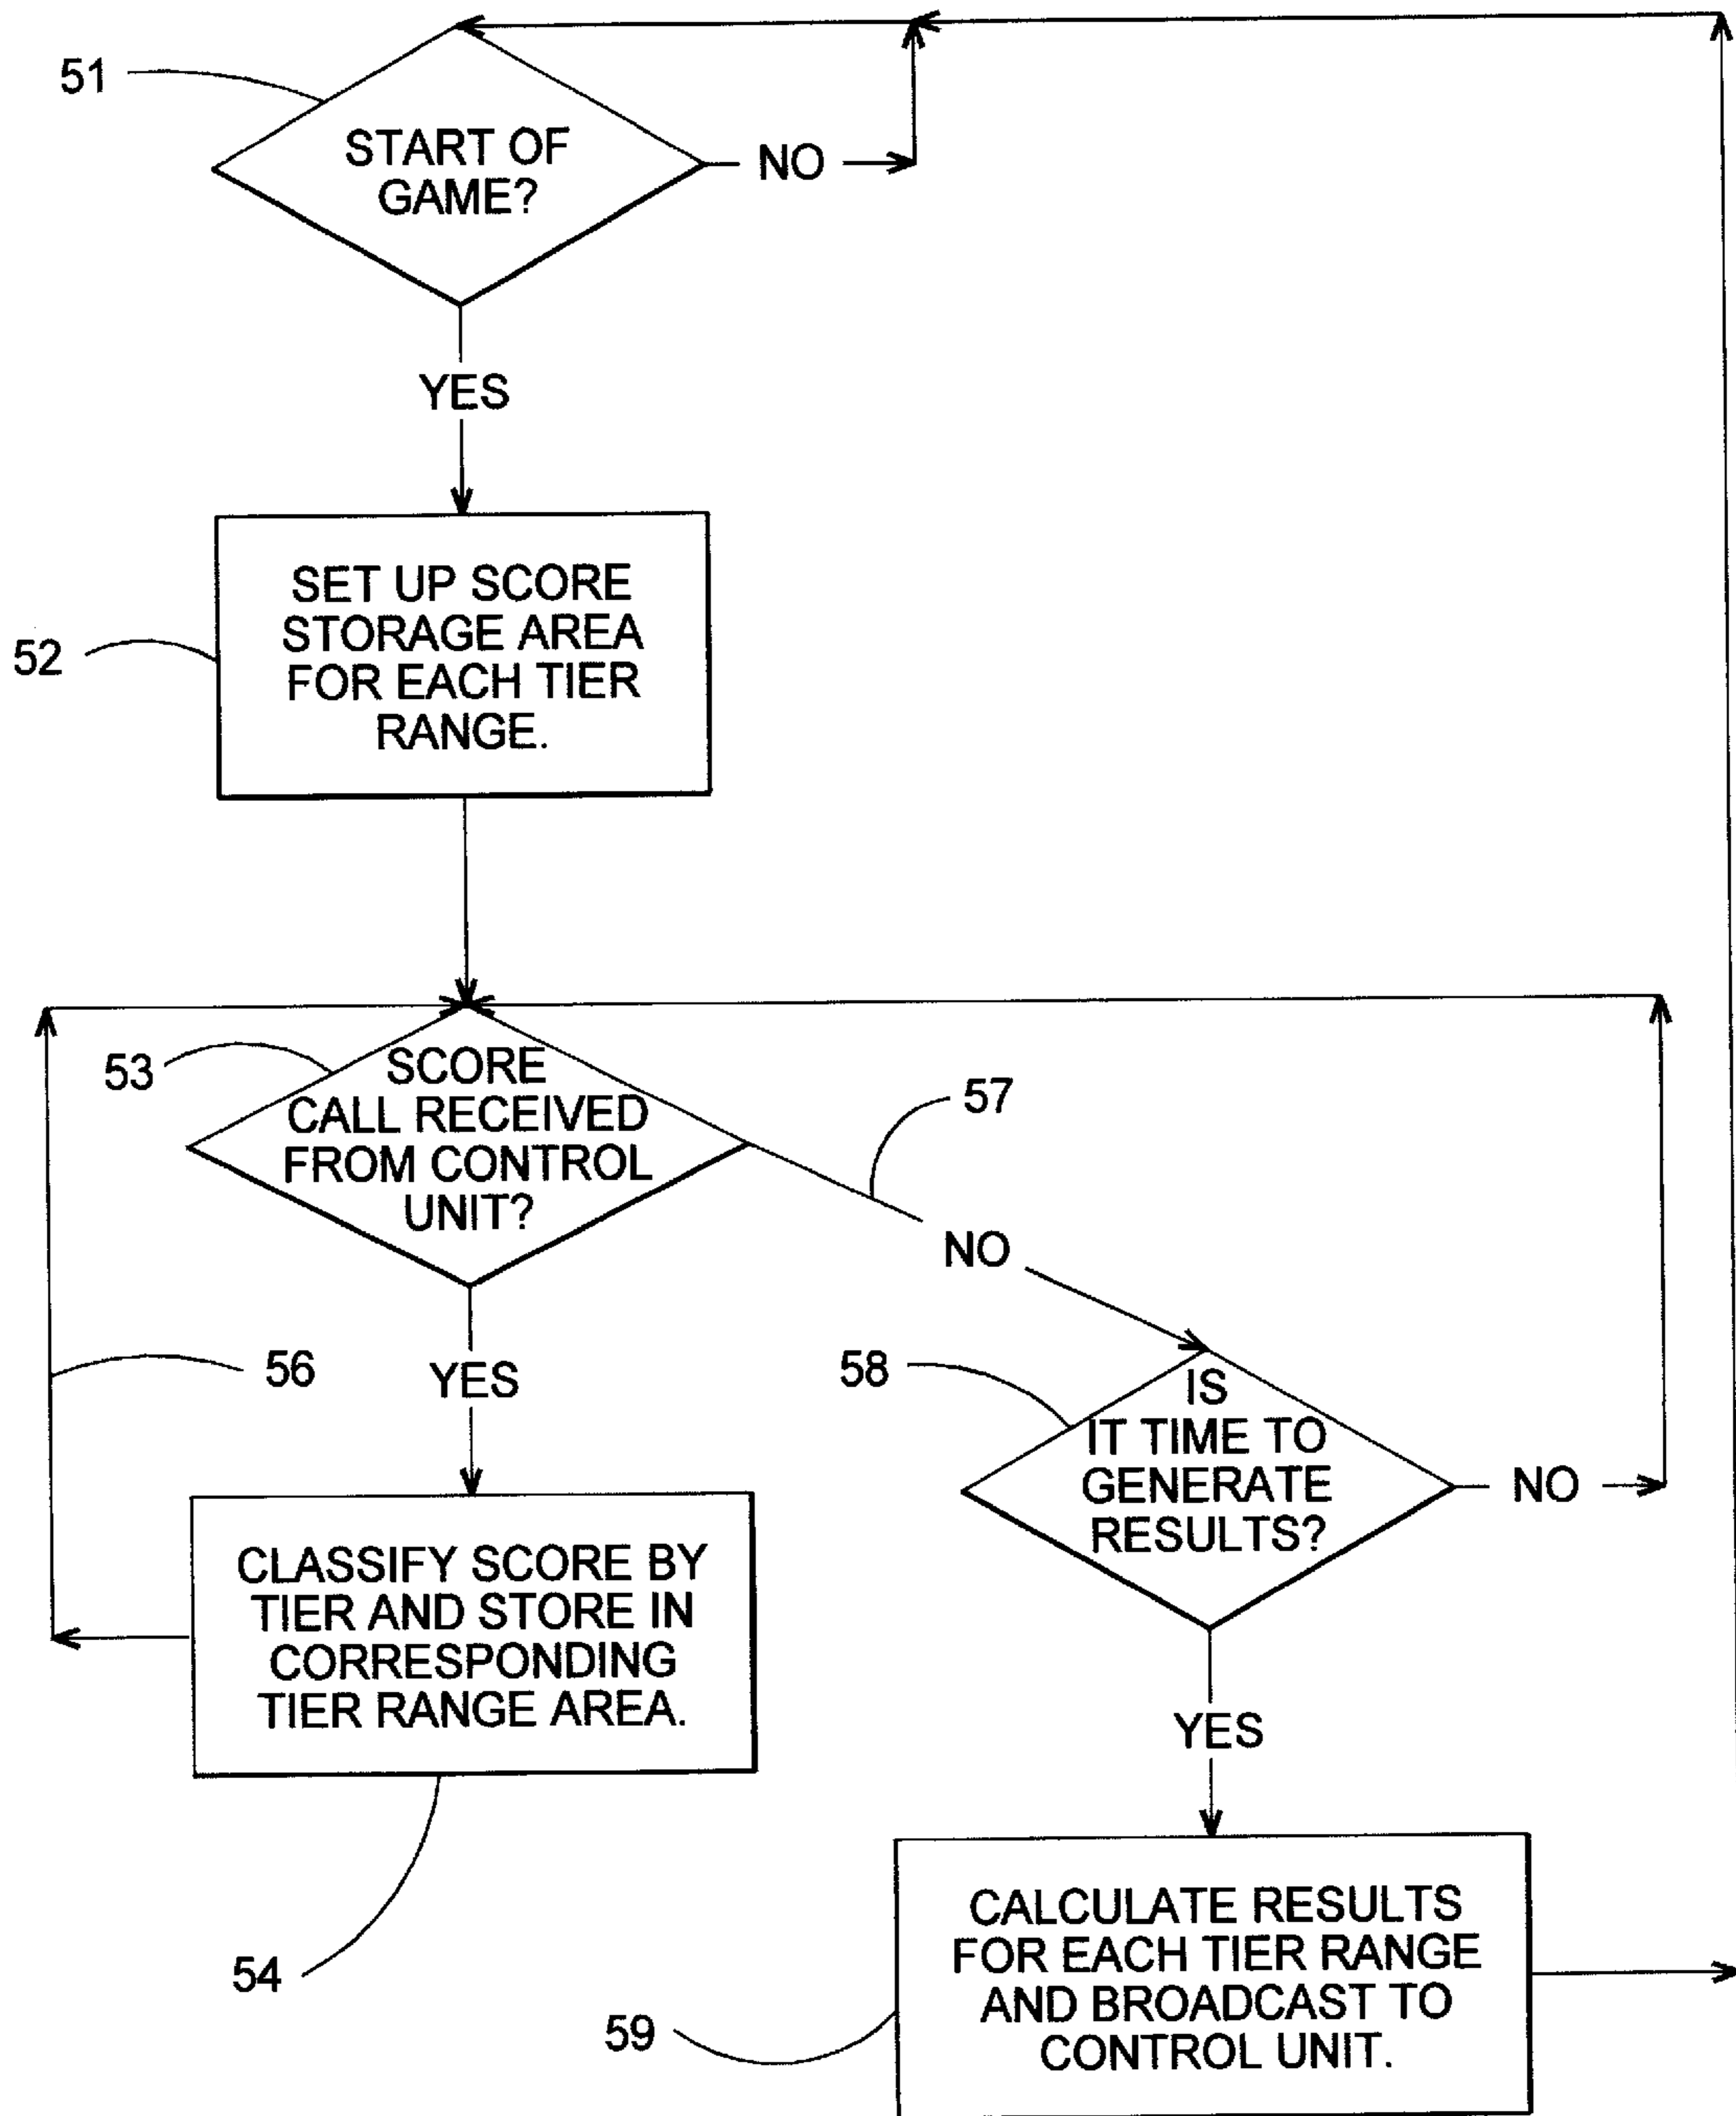 51
START OF
GAME?
NO
YES
52
SET UP SCORE
STORAGE AREA
FOR EACH TIER
RANGE.
53
SCORE
CALL RECEIVED
FROM CONTROL
UNIT?
57
NO
56
YES
58
IS
IT TIME TO
GENERATE
RESULTS?
NO
CLASSIFY SCORE BY
TIER AND STORE IN
CORRESPONDING
TIER RANGE AREA.
YES
54
59
CALCULATE RESULTS
FOR EACH TIER RANGE
AND BROADCAST TO
CONTROL UNIT.